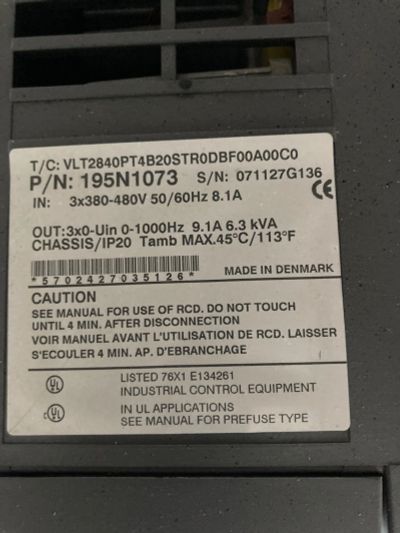 T/C: VLT2840PT4B20STR0DBF00A00C0
P/N: 195N1073 S/N: 071127G136
IN: 3x380-480V 50/60Hz 8.1A
CE
OUT:3x0-Uin 0-1000Hz 9.1A 6.3 kVA
CHASSIS/IP20 Tamb MAX.45°C/113°F
*5702427035126*
MADE IN DENMARK
CAUTION
SEE MANUAL FOR USE OF RCD. DO NOT TOUCH
UNTIL 4 MIN. AFTER DISCONNECTION
VOIR MANUEL AVANT L'UTILISATION DE RCD. LAISSER
S'ECOULER 4 MIN. AP. D'EBRANCHAGE
UL LISTED 76X1 E134261
INDUSTRIAL CONTROL EQUIPMENT
c UL IN UL APPLICATIONS
SEE MANUAL FOR PREFUSE TYPE